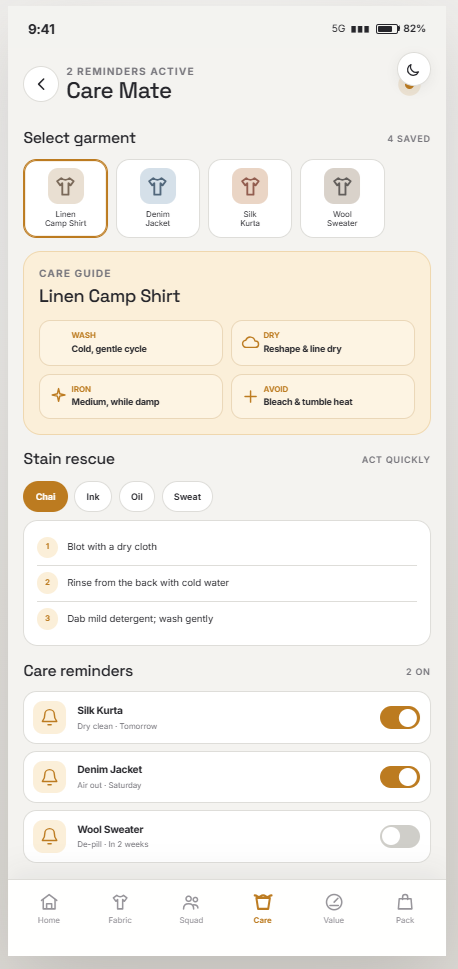 9:41
5G
82%
2 REMINDERS ACTIVE
Care Mate
Select garment
4 SAVED
Linen
Camp Shirt
Denim
Jacket
Silk
Kurta
Wool
Sweater
CARE GUIDE
Linen Camp Shirt
WASH
Cold, gentle cycle
DRY
Reshape & line dry
IRON
Medium, while damp
AVOID
Bleach & tumble heat
Stain rescue
ACT QUICKLY
Chai
Ink
Oil
Sweat
1 Blot with a dry cloth
2 Rinse from the back with cold water
3 Dab mild detergent; wash gently
Care reminders
2 ON
Silk Kurta
Dry clean · Tomorrow
Denim Jacket
Air out · Saturday
Wool Sweater
De-pill · In 2 weeks
Home
Fabric
Squad
Care
Value
Pack